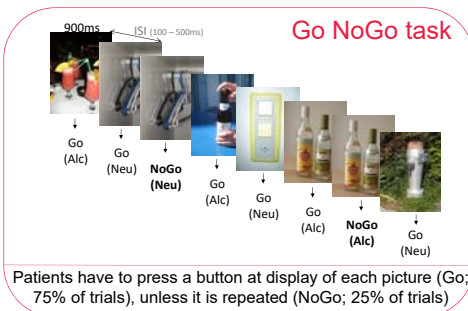 Go NoGo task
900ms
ISI (100 – 500ms)
Go
(Alc)
Go
(Neu)
NoGo
(Neu)
Go
(Alc)
Go
(Neu)
Go
(Alc)
NoGo
(Alc)
Go
(Neu)
Patients have to press a button at display of each picture (Go;
75% of trials), unless it is repeated (NoGo; 25% of trials)